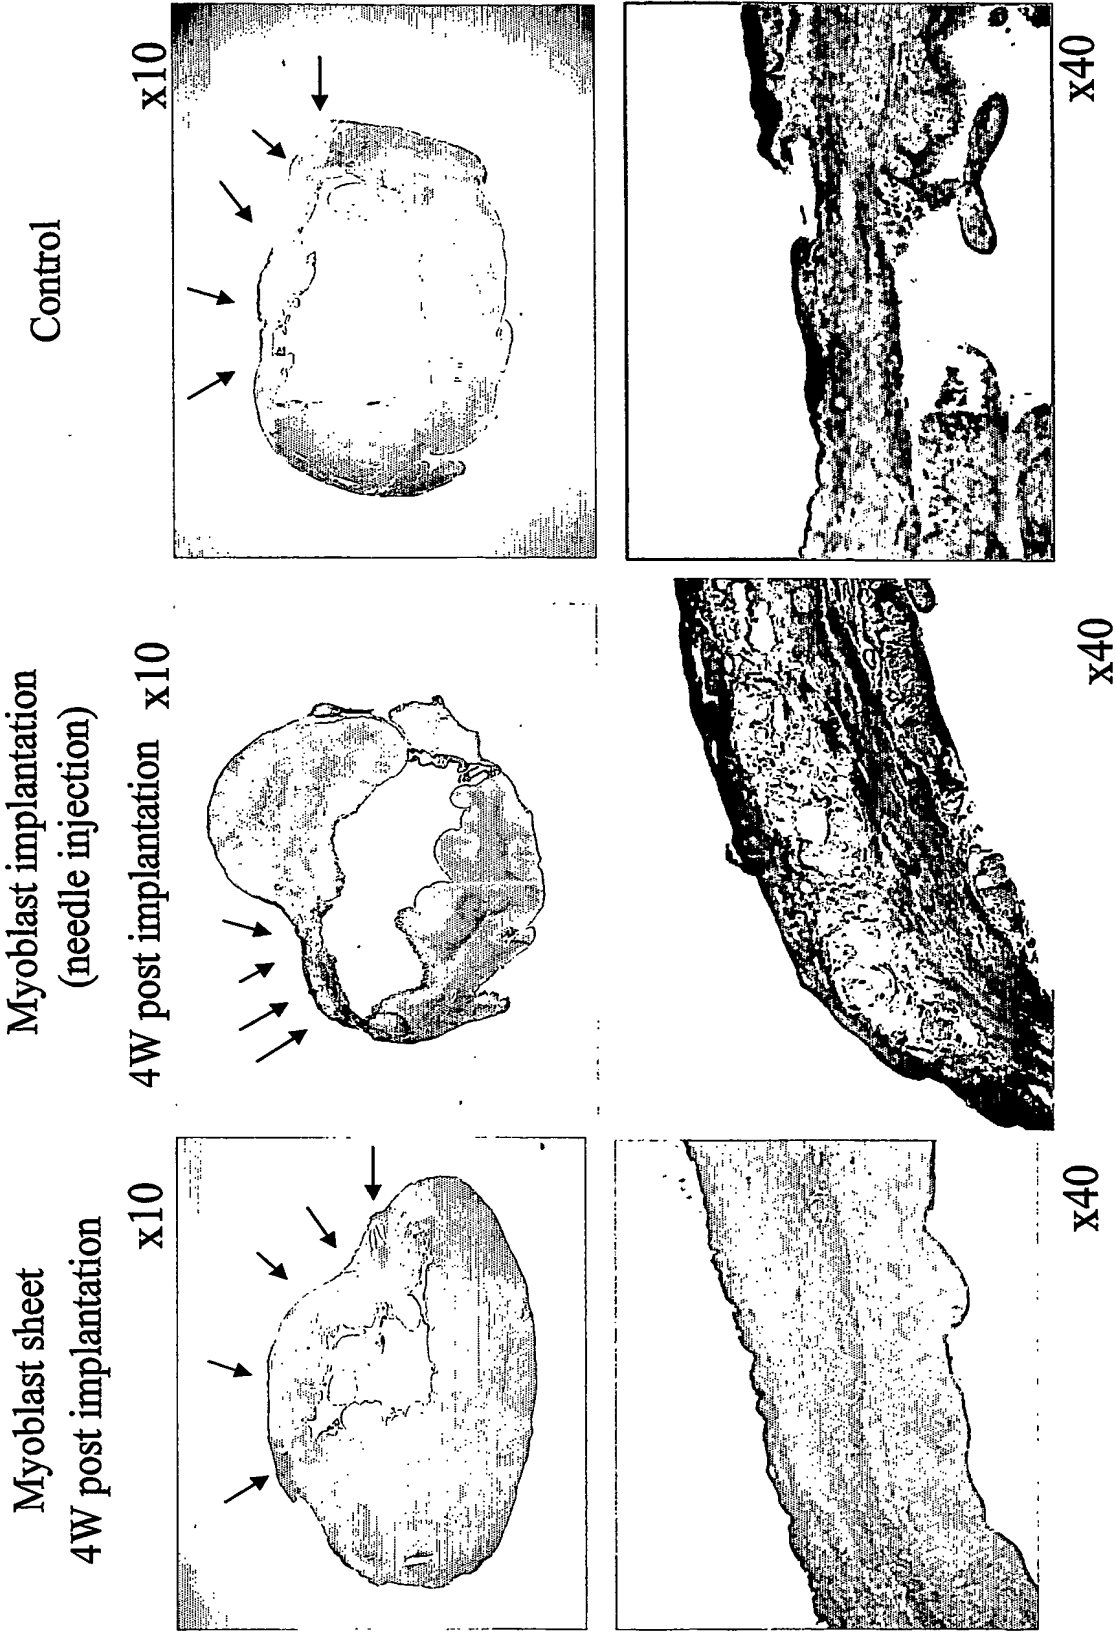 Myoblast sheet
4W post implantation
x10
x40
Myoblast implantation
(needle injection)
4W post implantation x10
x40
Control
x10
x40